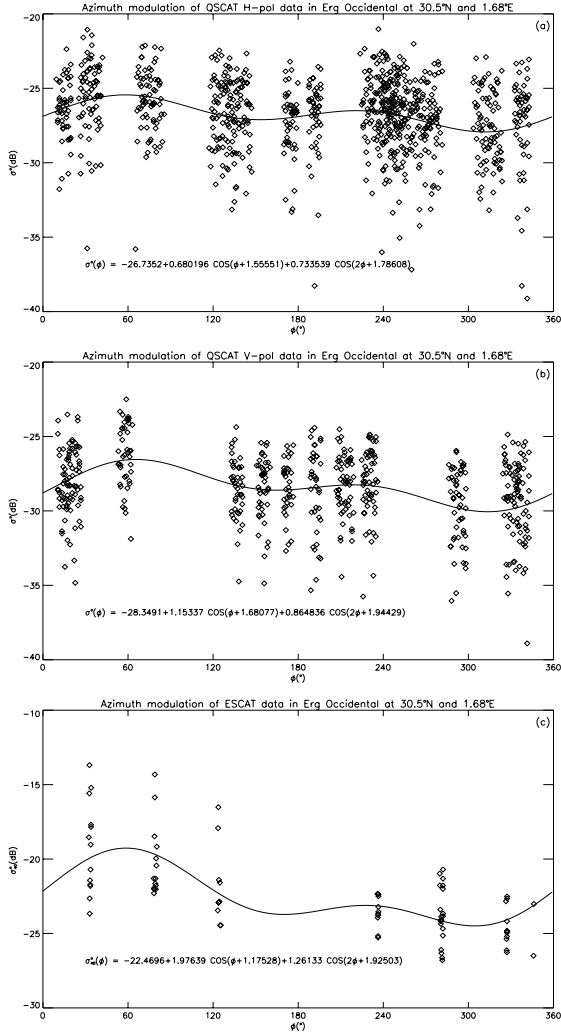 Azimuth modulation of QSCAT H-pol data in Erg Occidental at 30.5°N and 1.68°E
(a)
-20
-25
-30
-35
-40
σ°(dB)
σ°(φ) = -26.7352+0.680196 COS(φ+1.55551)+0.733539 COS(2φ+1.78608)
0 60 120 180 240 300 360
φ(°)
Azimuth modulation of QSCAT V-pol data in Erg Occidental at 30.5°N and 1.68°E
(b)
-20
-25
-30
-35
-40
σ°(dB)
σ°(φ) = -28.3491+1.15337 COS(φ+1.68077)+0.864836 COS(2φ+1.94429)
0 60 120 180 240 300 360
φ(°)
Azimuth modulation of ESCAT data in Erg Occidental at 30.5°N and 1.68°E
(c)
-10
-15
-20
-25
-30
(dB)
(φ) = -22.4696+1.97639 COS(φ+1.17528)+1.26133 COS(2φ+1.92503)
0 60 120 180 240 300 360
φ(°)